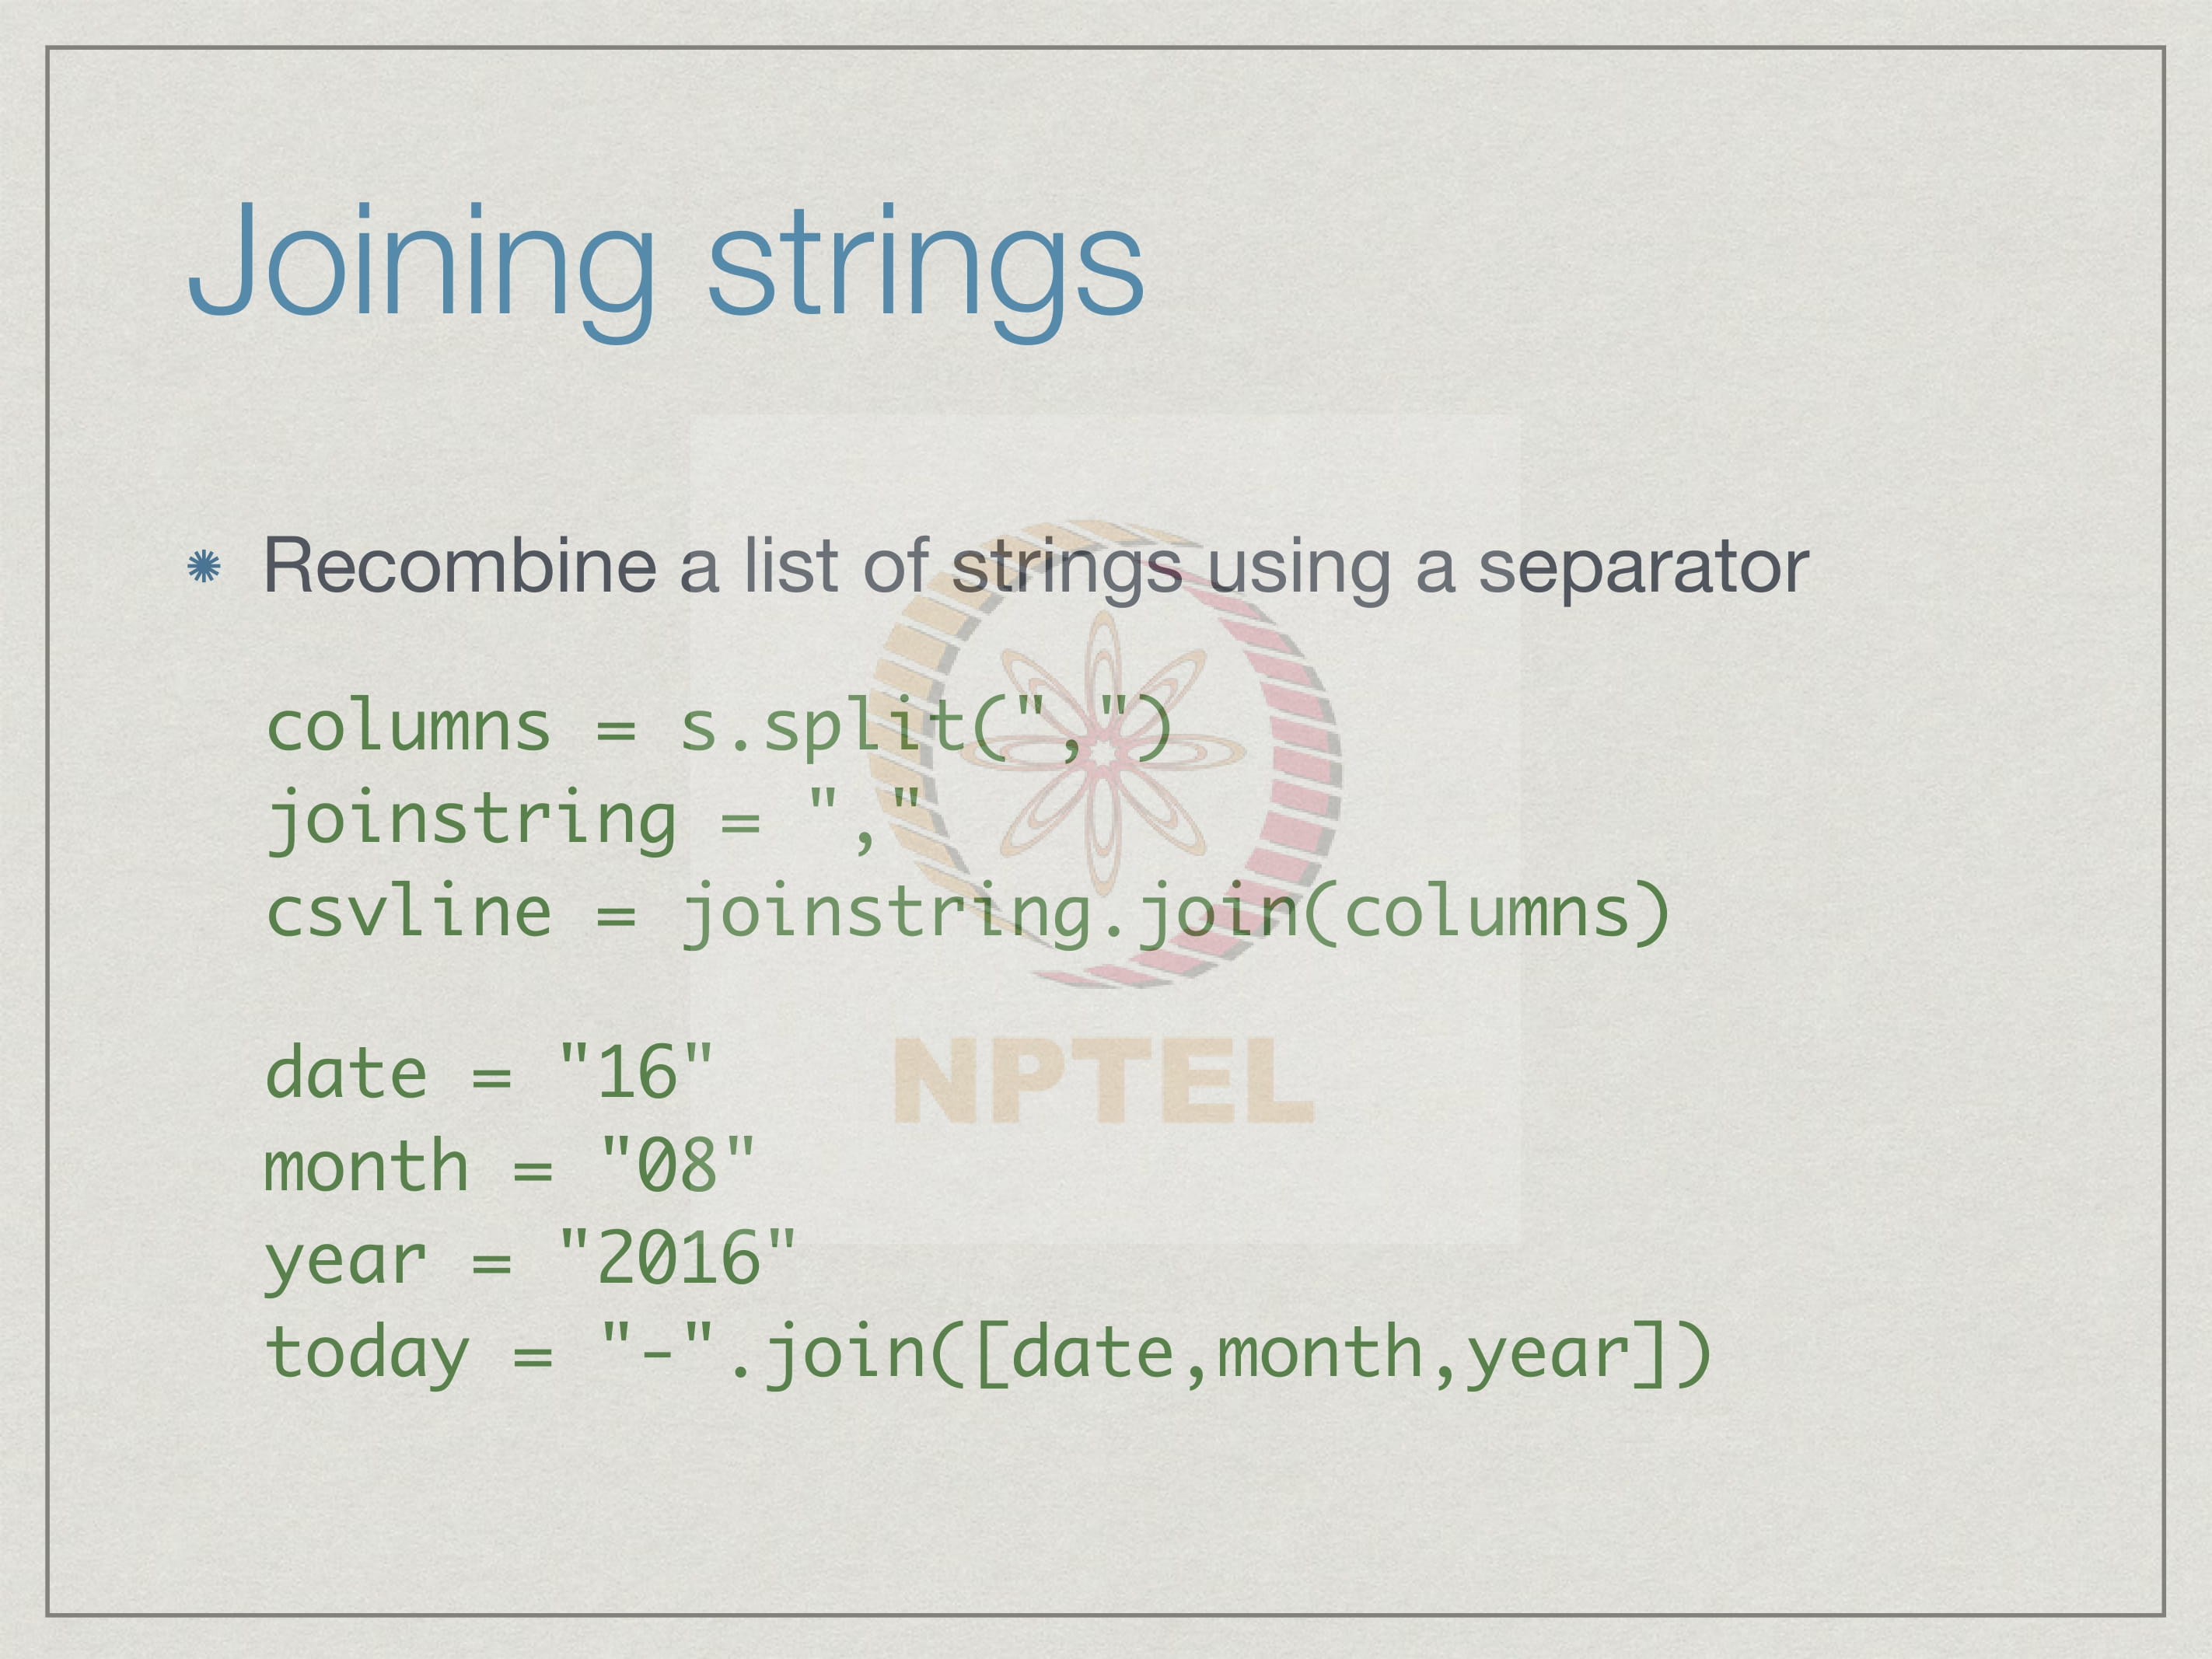 Joining strings
Recombine a list of strings using a separator
columns = s.split(",")
joinstring = ","
csvline = joinstring.join(columns)
date = "16"
month = "08"
year = "2016"
today = "-".join([date,month,year])
NPTEL